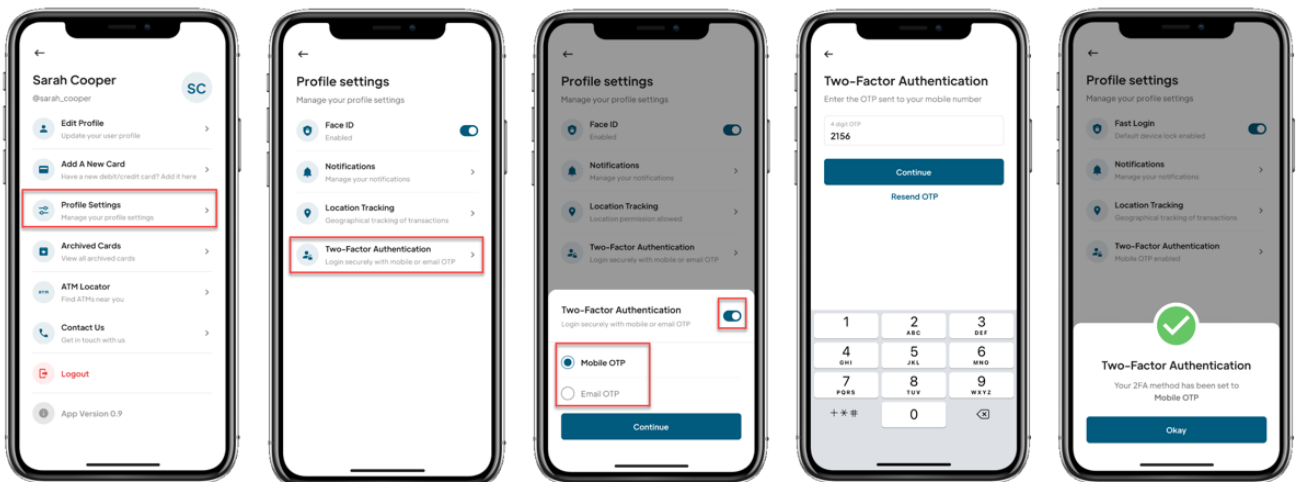 Sarah Cooper
SC
@sarah_cooper
Edit Profile
Update your user profile
Add A New Card
Have a new debit/credit card? Add it here
Profile Settings
Manage your profile settings
Archived Cards
View all archived cards
ATM
ATM Locator
Find ATMs near you
Contact Us
Get in touch with us
Logout
App Version 0.9
Profile settings
Manage your profile settings
Face ID
Enabled
Notifications
Manage your notifications
Location Tracking
Geographical tracking of transactions
Two-Factor Authentication
Login securely with mobile or email OTP
Profile settings
Manage your profile settings
Face ID
Enabled
Notifications
Manage your notifications
Location Tracking
Location permission allowed
Two-Factor Authentication
Login securely with mobile or email OTP
Two-Factor Authentication
Login securely with mobile or email OTP
Mobile OTP
Email OTP
Continue
Two-Factor Authentication
Enter the OTP sent to your mobile number
4 digit OTP
2156
Continue
Resend OTP
1 2 3
ABC DEF
4 5 6
GHI JKL MNO
7 8 9
PQRS TUV WXYZ
+*# 0
Profile settings
Manage your profile settings
Fast Login
Default device lock enabled
Notifications
Manage your notifications
Location Tracking
Geographical tracking of transactions
Two-Factor Authentication
Mobile OTP enabled
Two-Factor Authentication
Your 2FA method has been set to
Mobile OTP
Okay